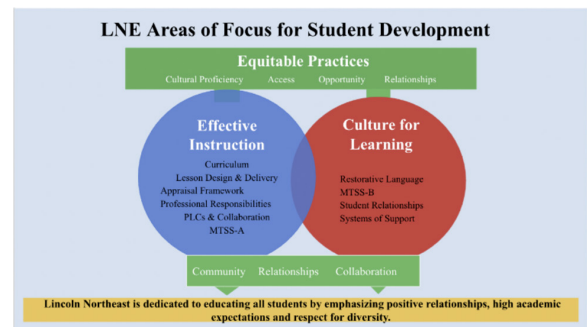 LNE Areas of Focus for Student Development
Equitable Practices
Cultural Proficiency Access Opportunity Relationships
Effective
Instruction
Curriculum
Lesson Design & Delivery
Appraisal Framework
Professional Responsibilities
PLCs & Collaboration
MTSS-A
Culture for
Learning
Restorative Language
MTSS-B
Student Relationships
Systems of Support
Community Relationships Collaboration
Lincoln Northeast is dedicated to educating all students by emphasizing positive relationships, high academic
expectations and respect for diversity.